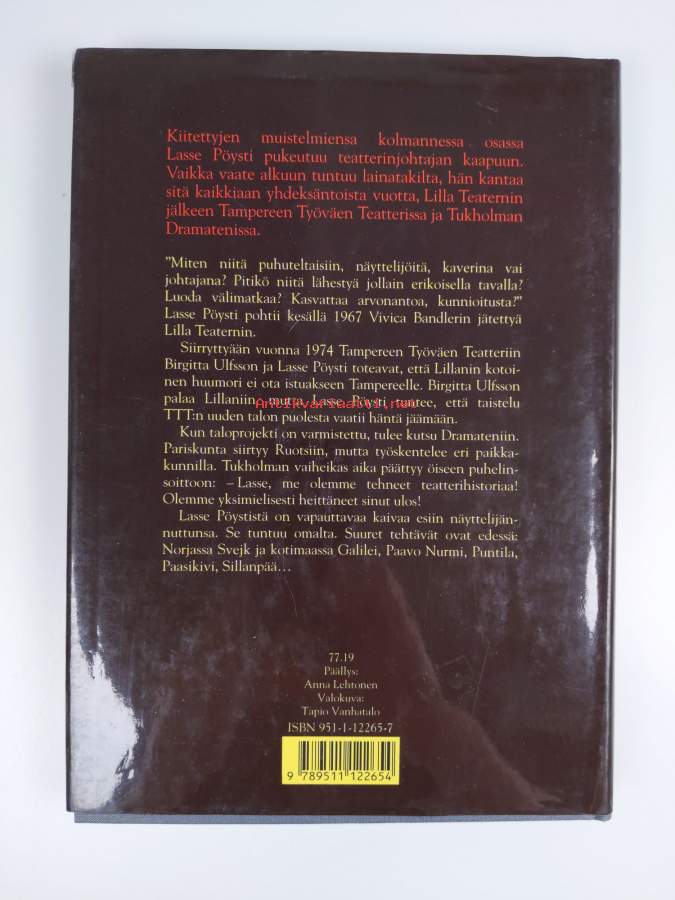 Kiitettyjen muistelmiensa kolmannessa osassa
Lasse Pöysti pukeutuu teatterinjohtajan kaapuun.
Vaikka vaate alkuun tuntuu lainatakilta, hän kantaa
sitä kaikkiaan yhdeksäntoista vuotta, Lilla Teaternin
jälkeen Tampereen Työväen Teatterissa ja Tukholman
Dramatenissa.
"Miten niitä puhuteltaisiin, näyttelijöitä, kaverina vai
johtajana? Pitikö niitä lähestyä jollain erikoisella tavalla?
Luoda välimatkaa? Kasvattaa arvonantoa, kunnioitusta?"
Lasse Pöysti pohtii kesällä 1967 Vivica Bandlerin jätettyä
Lilla Teaternin.
Siirryttyään vuonna 1974 Tampereen Työväen Teatteriin
Birgitta Ulfsson ja Lasse Pöysti toteavat, että Lillanin kotoi-
nen huumori ei ota istuakseen Tampereelle. Birgitta Ulfsson
palaa Lillaniin, mutta Lasse Pöysti tuntee, että taistelu
Antikvariaatti.net
TTT:n uuden talon puolesta vaatii häntä jäämään.
Kun taloprojekti on varmistettu, tulee kutsu Dramateniin.
Pariskunta siirtyy Ruotsiin, mutta työskentelee eri paikka-
kunnilla. Tukholman vaiheikas aika päättyy öiseen puhelin-
soittoon: – Lasse, me olemme tehneet teatterihistoriaa!
Olemme yksimielisesti heittäneet sinut ulos!
Lasse Pöystistä on vapauttavaa kaivaa esiin näyttelijän-
nuttunsa. Se tuntuu omalta. Suuret tehtävät ovat edessä:
Norjassa Svejk ja kotimaassa Galilei, Paavo Nurmi, Puntila,
Paasikivi, Sillanpää...
77.19
Päällys:
Anna Lehtonen
Valokuva:
Tapio Vanhatalo
ISBN 951-1-12265-7
9 789511 122654